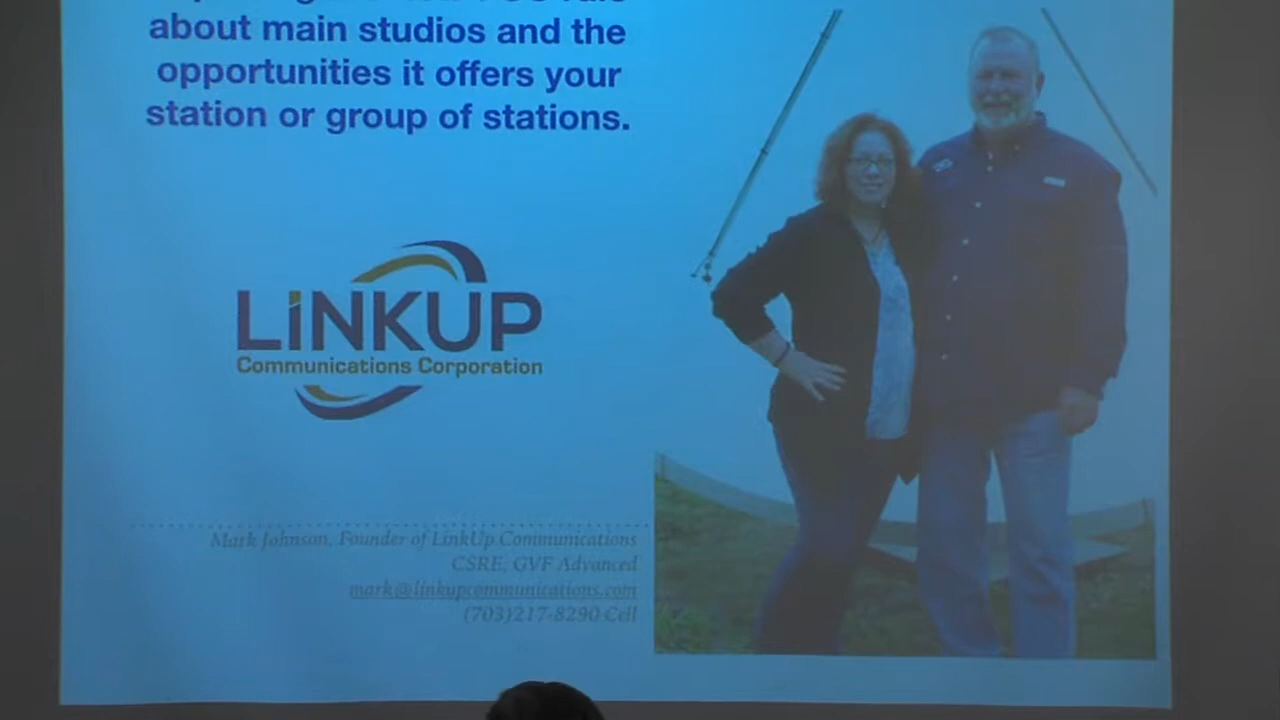 about main studios and the
opportunities it offers your
station or group of stations.
LiNKUP
Communications Corporation
Mark Johnson, Founder of LinkUp Communications
CSRE, GVF Advanced
mark@linkupcommunications.com
(703)217-8290 Cell